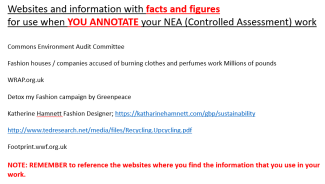 Websites and information with facts and figures
for use when YOU ANNOTATE your NEA (Controlled Assessment) work
Commons Environment Audit Committee
Fashion houses / companies accused of burning clothes and perfumes work Millions of pounds
WRAP.org.uk
Detox my Fashion campaign by Greenpeace
Katherine Hamnett Fashion Designer; https://katharinehamnett.com/gbp/sustainability
http://www.tedresearch.net/media/files/Recycling.Upcycling.pdf
Footprint.wwf.org.uk
NOTE: REMEMBER to reference the websites where you find the information that you use in your
work.